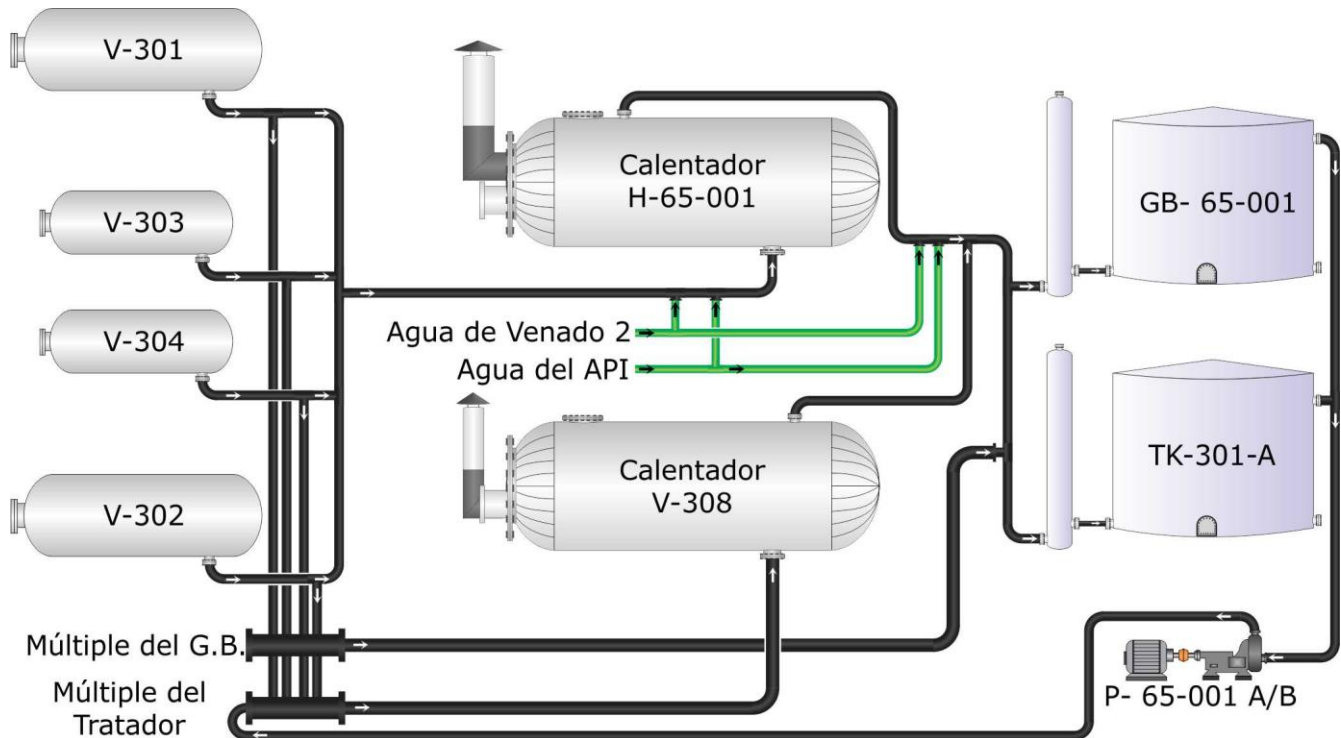 V-301
V-303
V-304
V-302
Calentador
H-65-001
Agua de Venado 2
Agua del API
Calentador
V-308
GB- 65-001
TK-301-A
Múltiple del G.B.
Múltiple del
Tratador
P- 65-001 A/B